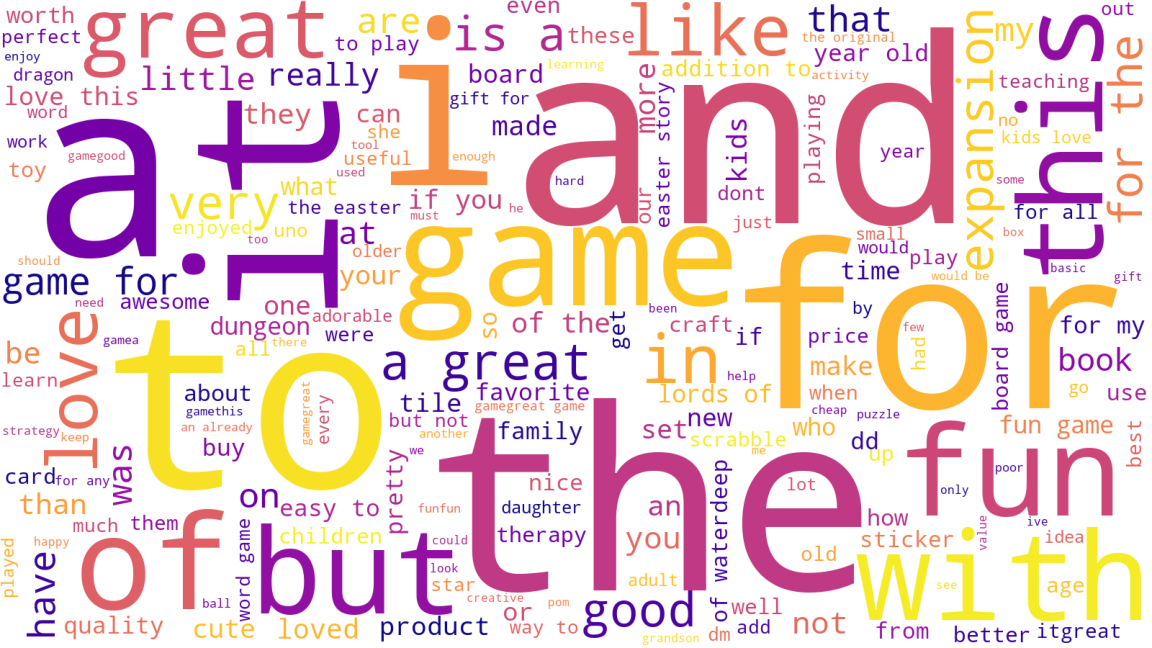 worth
great
are
i
is a
these
even
like
the original
that
out
perfect
to play
year old
my
this
enjoy
dragon
little
really
board
learning
addition to
activity
expansion
teaching
for the
love this
word
they
can
gift for
made
more
easter story
kids
playing
and
year
no
kids love
work
at
gamegood
she
tool
useful
used
enough
toy
it
very
what
the easter
if you
he
must
hard
our
dont
just
some
for all
box
enjoyed
too
uno
at
older
your
game
small
would
play
time
would be
basic
gift
should
game for
need
awesome
one
adorable
dungeon
were
so
of the
get
been
craft
if
by
price
for
few
had
board game
for my
book
love
gamea
all
there
a great
in
help
make
be
learn
to
about
gamethis
an already
gamegreat
every
favorite
tile
gamegreat game
but not
another
lords of
when
cheap
puzzle
go
use
strategy
keep
buy
family
set
new
scrabble
me
who
dd
up
fun
fun game
best
card
for any
was
on
pretty
we
the
nice
lot
poor
only
than
easy to
funfun
daughter
an
much
them
of
word game
children
but
could
look
therapy
you
of waterdeep
how
sticker
old
value
ive
idea
played
happy
have
ball
star
creative
pom
adult
with
see
age
quality
cute
loved
product
or
way to
good
grandson
dm
well
add
not
from
better
itgreat